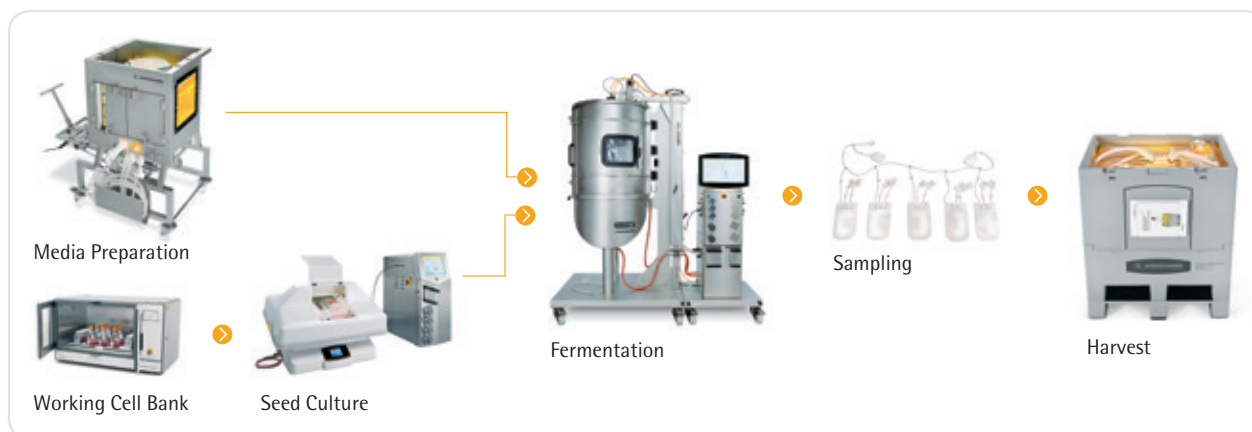 Media Preparation
Working Cell Bank
Seed Culture
Fermentation
Sampling
Harvest